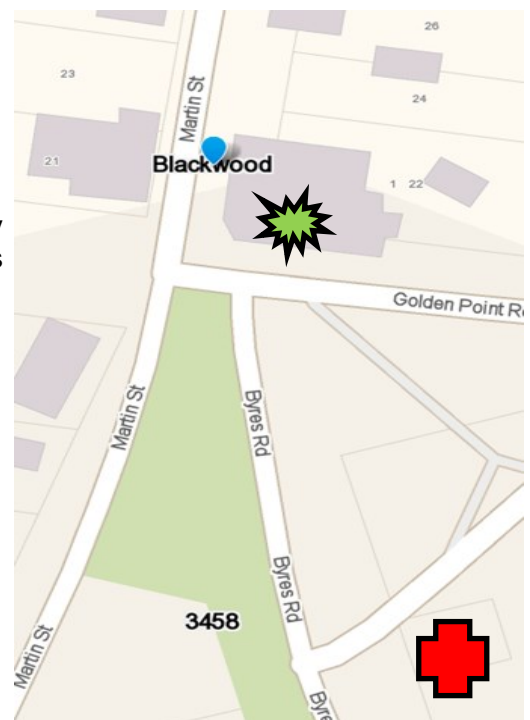 26
23
24
Martin St
Blackwood
21
1 22
Golden Point R
Martin St
Byres Rd
Byres Rd
3458
Martin St
Byre